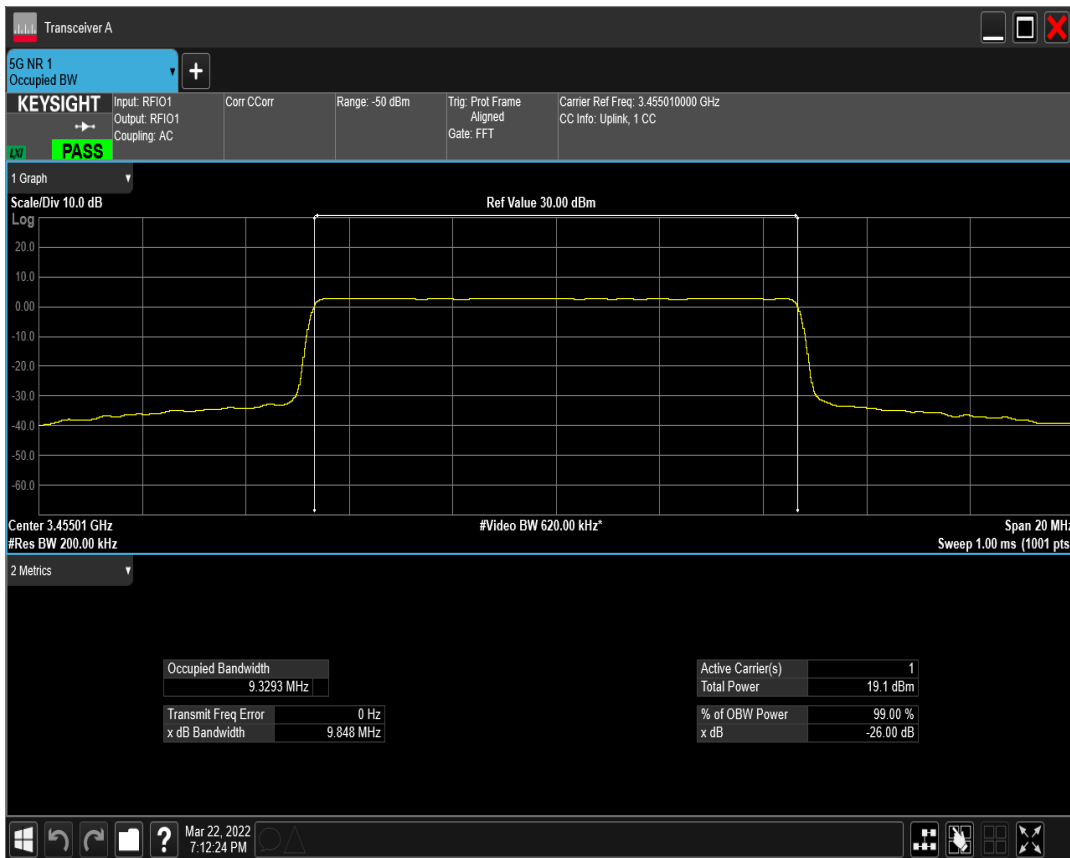 Transceiver A
5G NR 1
Occupied BW
+
KEYSIGHT
LXI
PASS
Input: RFIO1
Output: RFIO1
Coupling: AC
Corr CCorr
Range: -50 dBm
Trig: Prot Frame
Aligned
Gate: FFT
Carrier Ref Freq: 3.455010000 GHz
CC Info: Uplink, 1 CC
1 Graph
Scale/Div 10.0 dB
Ref Value 30.00 dBm
Log
20.0
10.0
0.00
-10.0
-20.0
-30.0
-40.0
-50.0
-60.0
Center 3.45501 GHz
#Video BW 620.00 kHz*
Span 20 MHz
#Res BW 200.00 kHz
Sweep 1.00 ms (1001 pts
2 Metrics
Occupied Bandwidth
9.3293 MHz
Transmit Freq Error 0 Hz
x dB Bandwidth 9.848 MHz
Active Carrier(s) 1
Total Power 19.1 dBm
% of OBW Power 99.00 %
x dB -26.00 dB
?
Mar 22, 2022
7:12:24 PM